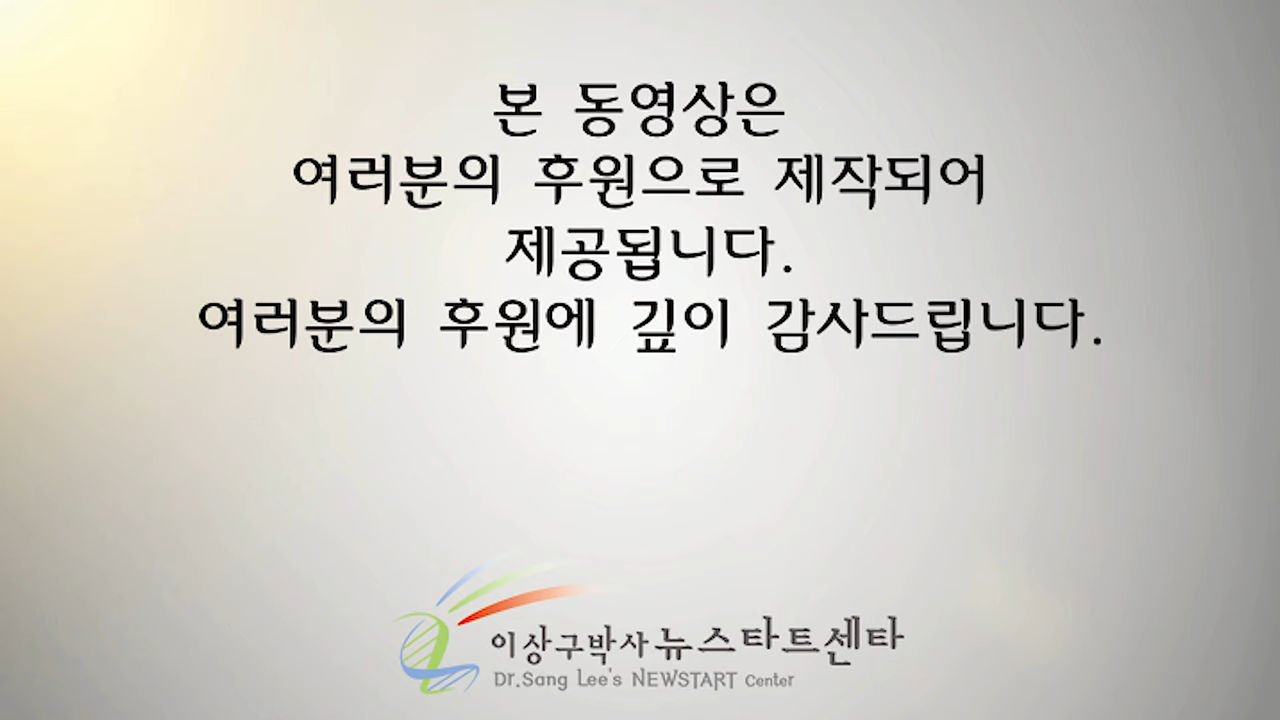 본 동영상은
여러분의 후원으로 제작되어
제공됩니다.
여러분의 후원에 깊이 감사드립니다.
이상구박사 뉴스타트센타
Dr.Sang Lee's NEWSTART Center